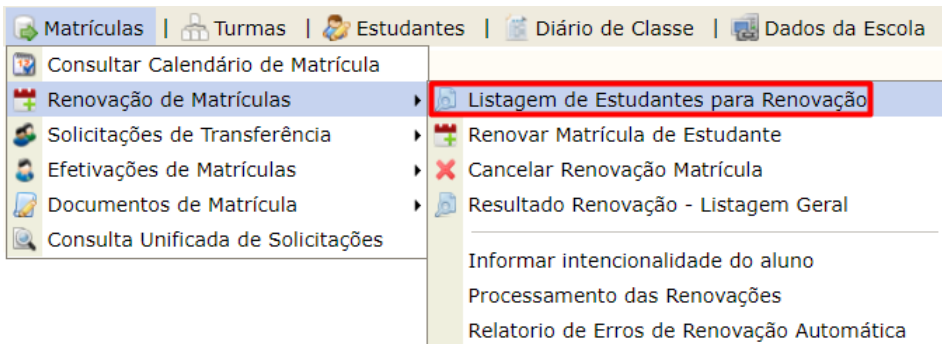 Matrículas | Turmas | Estudantes | Diário de Classe | Dados da Escola
Consultar Calendário de Matrícula
Renovação de Matrículas
Solicitações de Transferência
Efetivações de Matrículas
Documentos de Matrícula
Consulta Unificada de Solicitações
Listagem de Estudantes para Renovação
Renovar Matrícula de Estudante
Cancelar Renovação Matrícula
Resultado Renovação - Listagem Geral
Informar intencionalidade do aluno
Processamento das Renovações
Relatorio de Erros de Renovação Automática